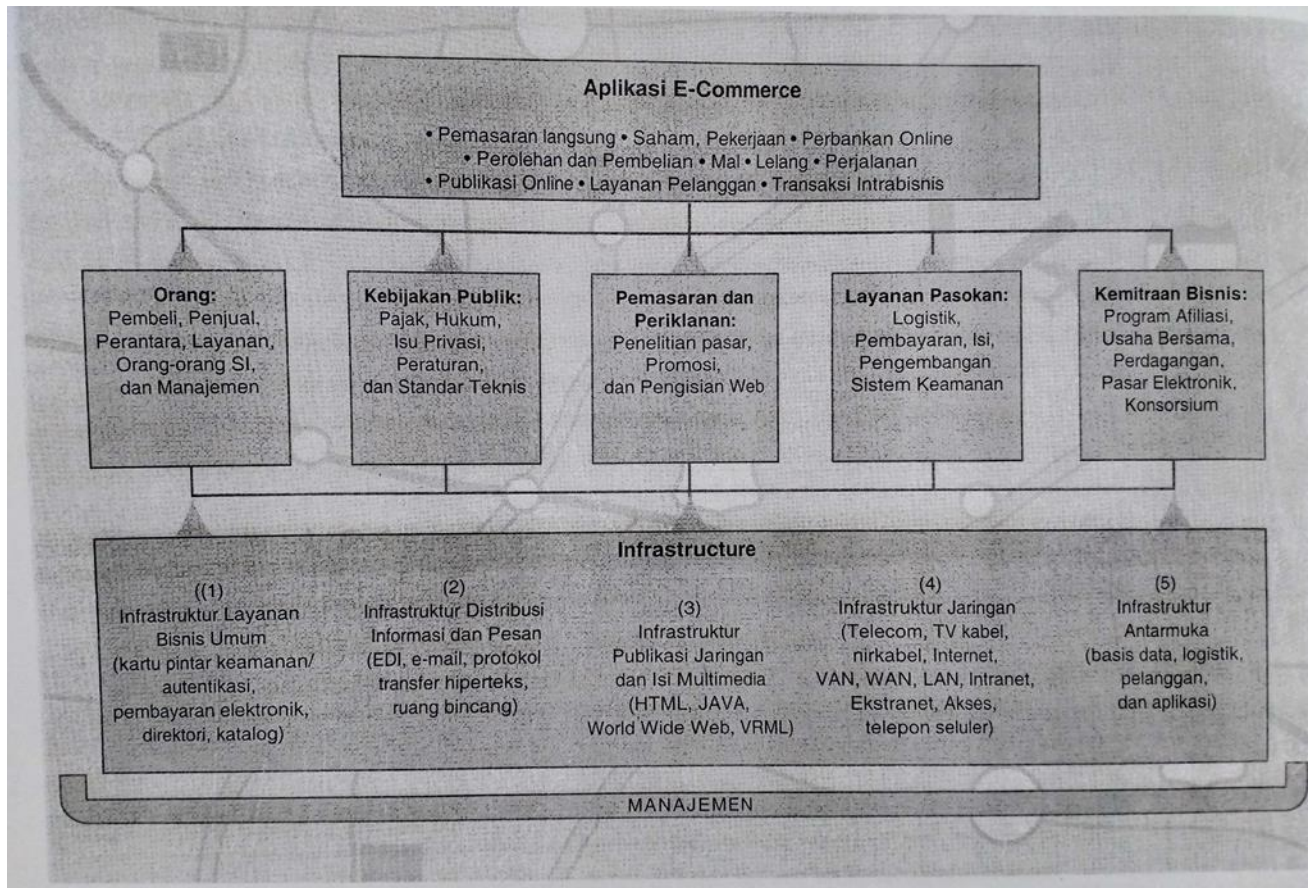 Aplikasi E-Commerce
• Pemasaran langsung • Saham, Pekerjaan • Perbankan Online
• Perolehan dan Pembelian • Mal • Lelang • Perjalanan
• Publikasi Online • Layanan Pelanggan • Transaksi Intrabisnis
Orang:
Pembeli, Penjual,
Perantara, Layanan,
Orang-orang SI,
dan Manajemen
Kebijakan Publik:
Pajak, Hukum,
Isu Privasi,
Peraturan,
dan Standar Teknis
Pemasaran dan
Periklanan:
Penelitian pasar,
Promosi,
dan Pengisian Web
Layanan Pasokan:
Logistik,
Pembayaran, Isi,
Pengembangan
Sistem Keamanan
Kemitraan Bisnis:
Program Afiliasi,
Usaha Bersama,
Perdagangan,
Pasar Elektronik,
Konsorsium
Infrastructure
((1)
Infrastruktur Layanan
Bisnis Umum
(kartu pintar keamanan/
autentikasi,
pembayaran elektronik,
direktori, katalog)
(2)
Infrastruktur Distribusi
Informasi dan Pesan
(EDI, e-mail, protokol
transfer hiperteks,
ruang bincang)
(3)
Infrastruktur
Publikasi Jaringan
dan Isi Multimedia
(HTML, JAVA,
World Wide Web, VRML)
(4)
Infrastruktur Jaringan
(Telecom, TV kabel,
nirkabel, Internet,
VAN, WAN, LAN, Intranet,
Ekstranet, Akses,
telepon seluler)
(5)
Infrastruktur
Antarmuka
(basis data, logistik,
pelanggan,
dan aplikasi)
MANAJEMEN